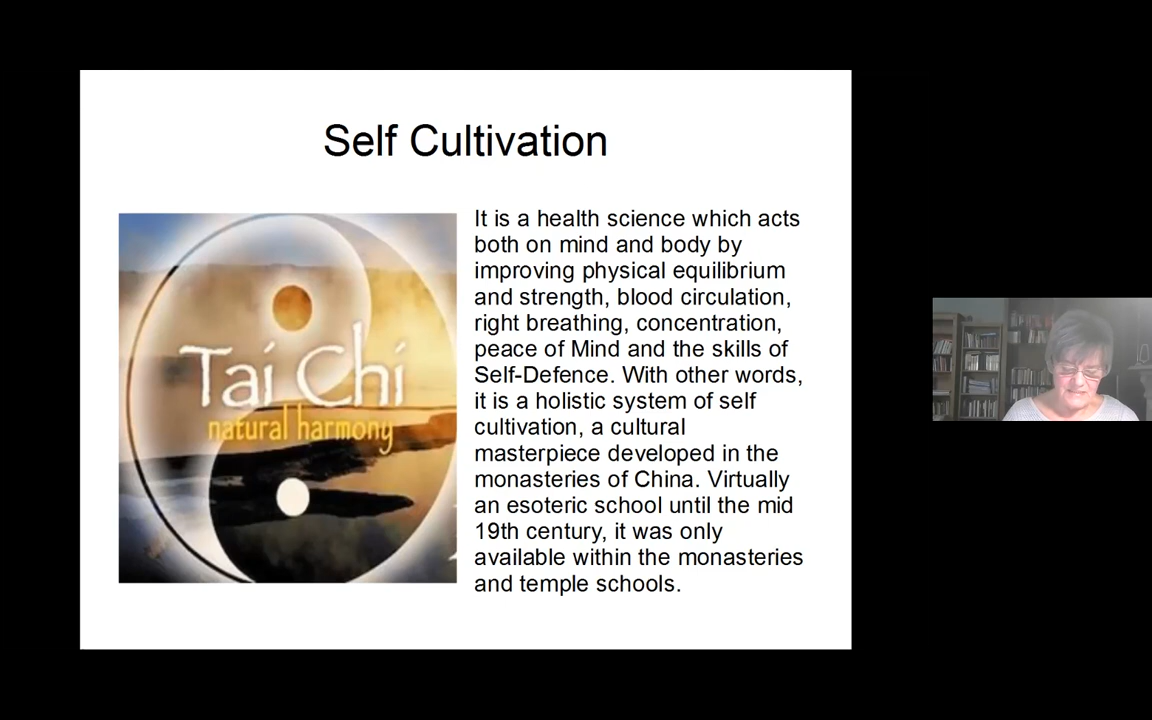 Self Cultivation
Tai Chi
natural harmony
It is a health science which acts
both on mind and body by
improving physical equilibrium
and strength, blood circulation,
right breathing, concentration,
peace of Mind and the skills of
Self-Defence. With other words,
it is a holistic system of self
cultivation, a cultural
masterpiece developed in the
monasteries of China. Virtually
an esoteric school until the mid
19th century, it was only
available within the monasteries
and temple schools.